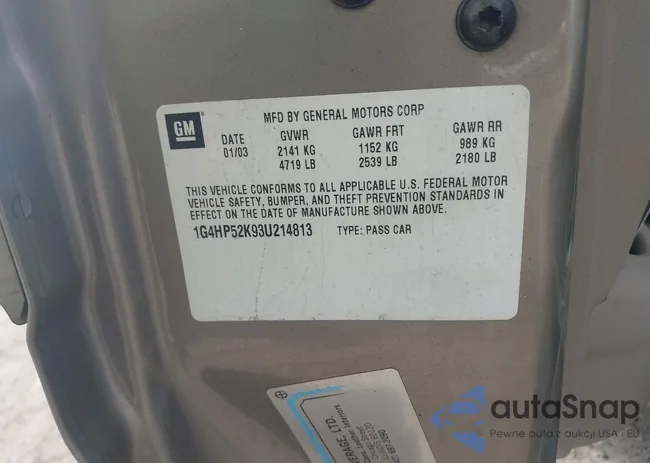 MFD BY GENERAL MOTORS CORP
GM
DATE GVWR GAWR FRT GAWR RR
01/03 2141 KG 1152 KG 989 KG
4719 LB 2539 LB 2180 LB
THIS VEHICLE CONFORMS TO ALL APPLICABLE U.S. FEDERAL MOTOR
VEHICLE SAFETY, BUMPER, AND THEFT PREVENTION STANDARDS IN
EFFECT ON THE DATE OF MANUFACTURE SHOWN ABOVE.
1G4HP52K93U214813 TYPE: PASS CAR
LTD.
autoSnap
Pewne auto z aukcji USA i EU